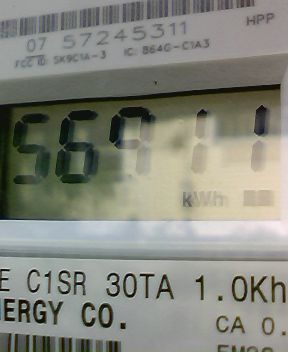 HPP
07 57245311
FCC ID: SK9C1A-3 IC: 864G-C1A3
56911
kWh
E C1SR 30TA 1.0Kh
ERGY CO.
CA 0.